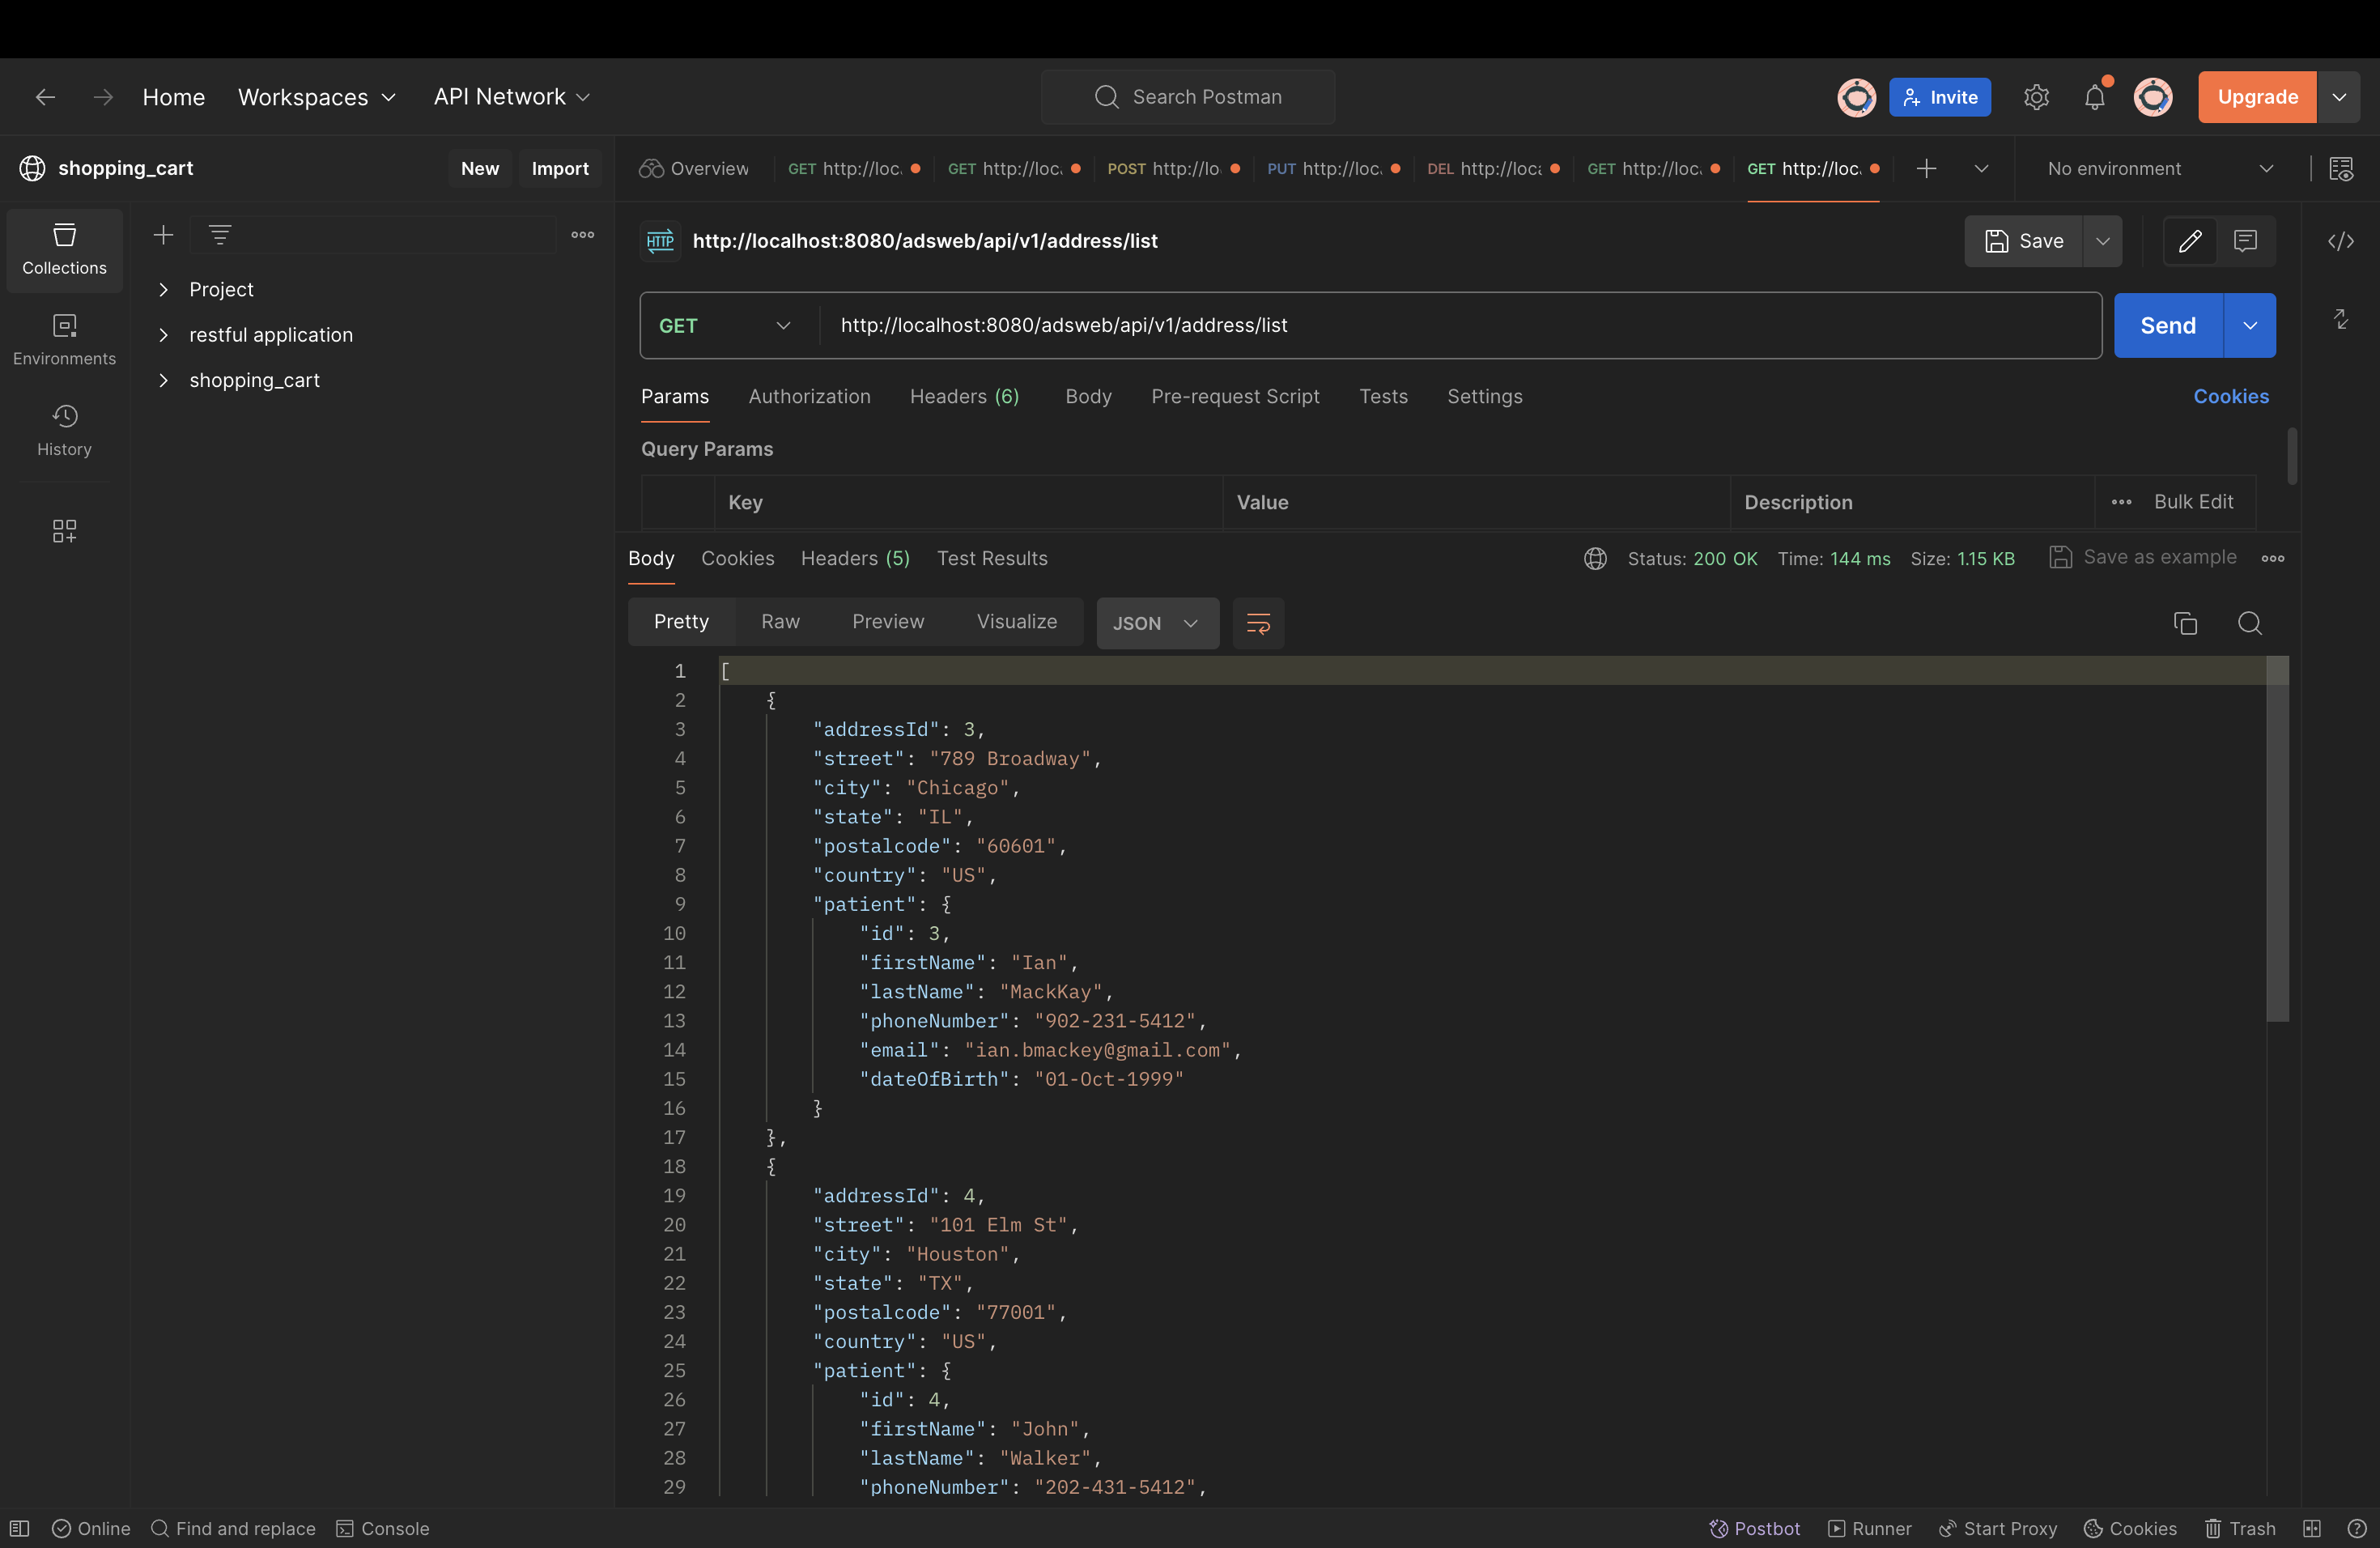 Home Workspaces API Network Search Postman Invite Upgrade
shopping_cart New Import Overview GET http://loc. GET http://loc. POST http://lo PUT http://loc. DEL http://loc GET http://loc. GET http://loc. No environment
Collections
Environments
History
Project
restful application
shopping_cart
HTTP http://localhost:8080/adsweb/api/v1/address/list Save
GET http://localhost:8080/adsweb/api/v1/address/list Send
Params Authorization Headers (6) Body Pre-request Script Tests Settings Cookies
Query Params
Key Value Description Bulk Edit
Body Cookies Headers (5) Test Results Status: 200 OK Time: 144 ms Size: 1.15 KB Save as example
Pretty Raw Preview Visualize JSON
1 [
2 {
3 "addressId": 3,
4 "street": "789 Broadway",
5 "city": "Chicago",
6 "state": "IL",
7 "postalcode": "60601",
8 "country": "US",
9 "patient": {
10 "id": 3,
11 "firstName": "Ian",
12 "lastName": "MackKay",
13 "phoneNumber": "902-231-5412",
14 "email": "ian.bmackey@gmail.com",
15 "dateOfBirth": "01-Oct-1999"
16 }
17 },
18 {
19 "addressId": 4,
20 "street": "101 Elm St",
21 "city": "Houston",
22 "state": "TX",
23 "postalcode": "77001",
24 "country": "US",
25 "patient": {
26 "id": 4,
27 "firstName": "John",
28 "lastName": "Walker",
29 "phoneNumber": "202-431-5412",
Online Find and replace Console Postbot Runner Start Proxy Cookies Trash